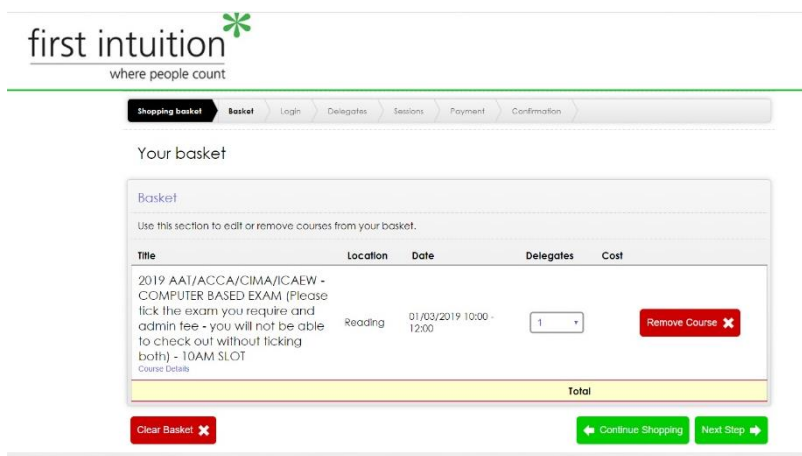 first intuition
where people count
Shopping basket Basket Login Delegates Sessions Payment Confirmation
Your basket
Basket
Use this section to edit or remove courses from your basket.
Title Location Date Delegates Cost
2019 AAT/ACCA/CIMA/ICAEW -
COMPUTER BASED EXAM (Please
tick the exam you require and
admin fee - you will not be able
to check out without ticking
both) - 10AM SLOT
Course Details
Reading
01/03/2019 10:00 -
12:00
1
Remove Course
Total
Clear Basket Continue Shopping Next Step